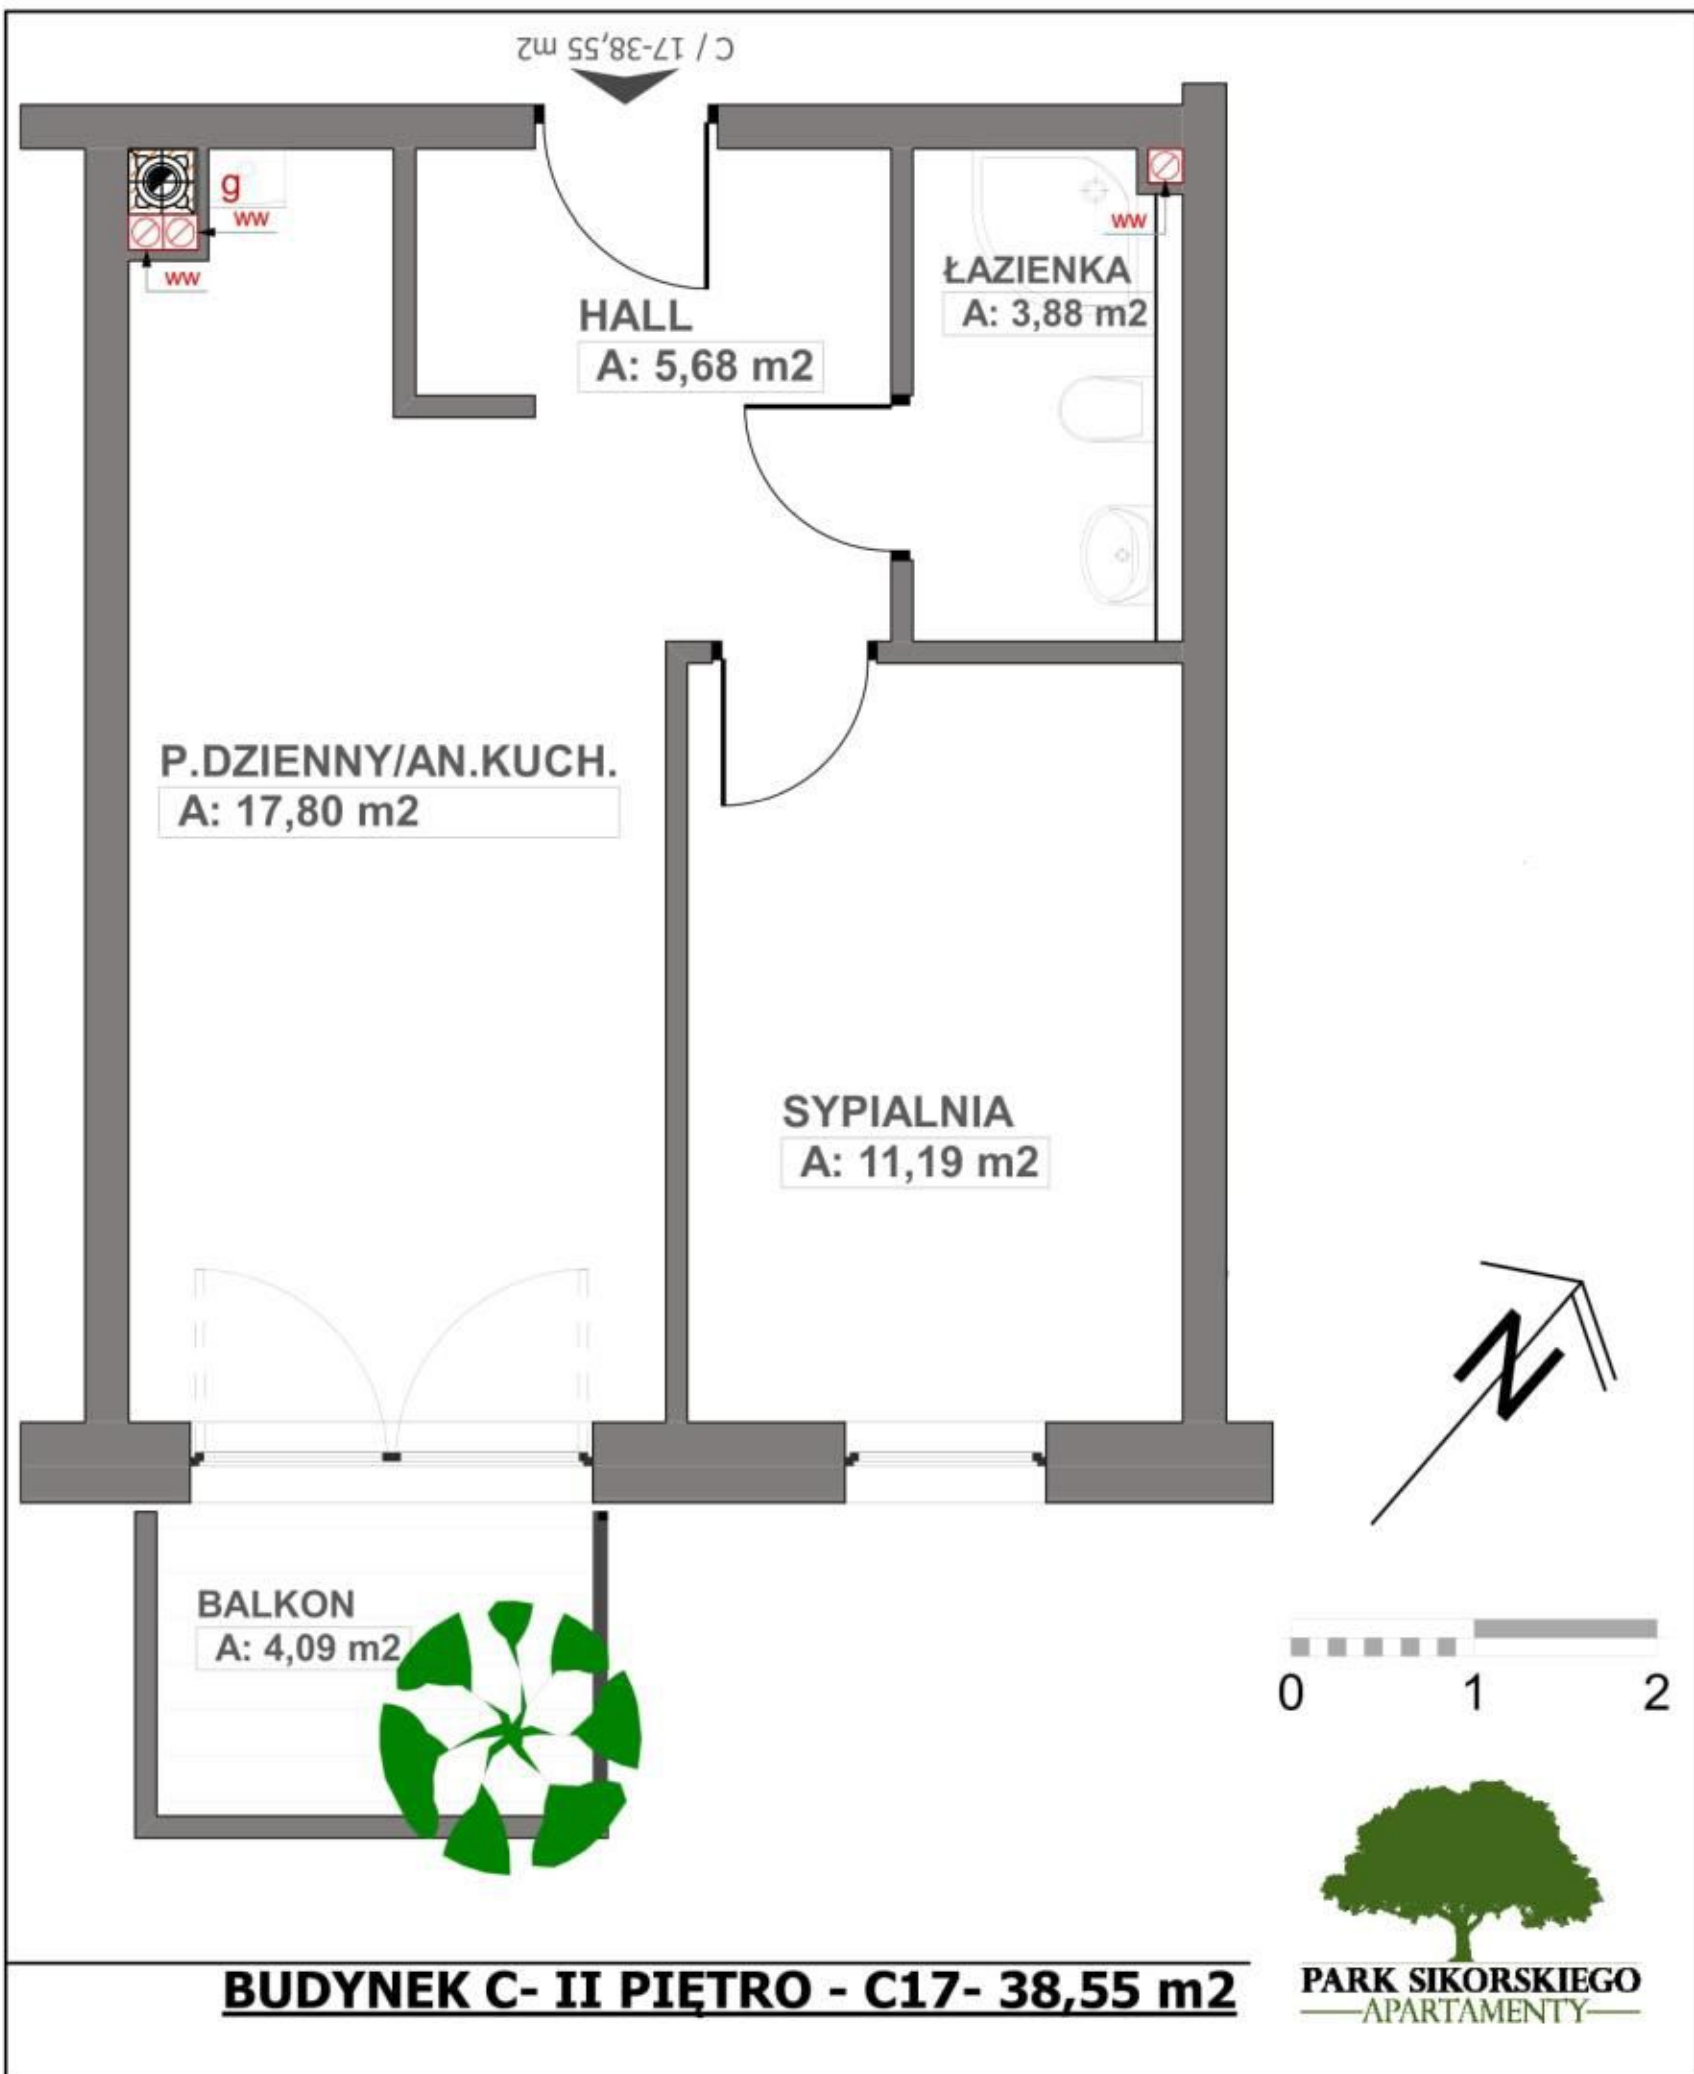 C / 17-38,55 m2
g
ww
ww
ww
ŁAZIENKA
A: 3,88 m2
HALL
A: 5,68 m2
P.DZIENNY/AN.KUCH.
A: 17,80 m2
SYPIALNIA
A: 11,19 m2
N
BALKON
A: 4,09 m2
0 1 2
BUDYNEK C- II PIĘTRO - C17- 38,55 m2
PARK SIKORSKIEGO
APARTAMENTY